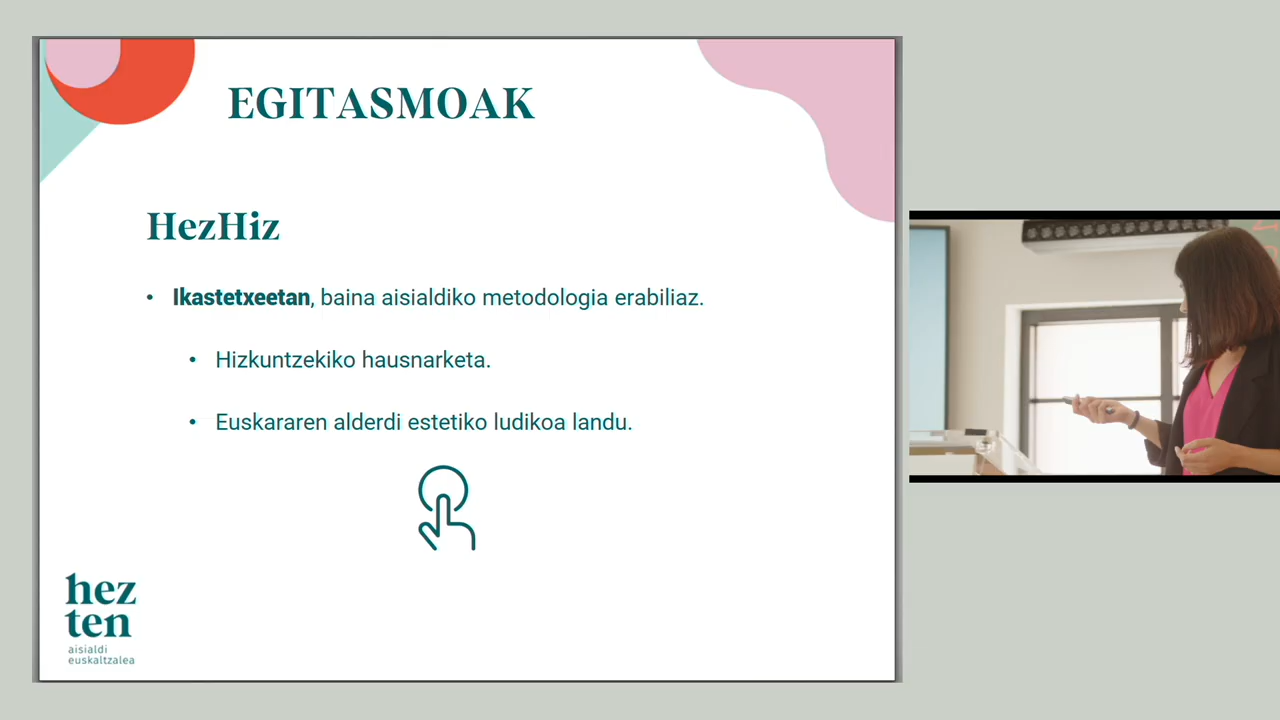 EGITASMOAK
HezHiz
• Ikastetxeetan, baina aisialdiko metodologia erabiliaz.
• Hizkuntzekiko hausnarketa.
• Euskararen alderdi estetiko ludikoa landu.
hez
ten
aisialdi
euskaltzalea